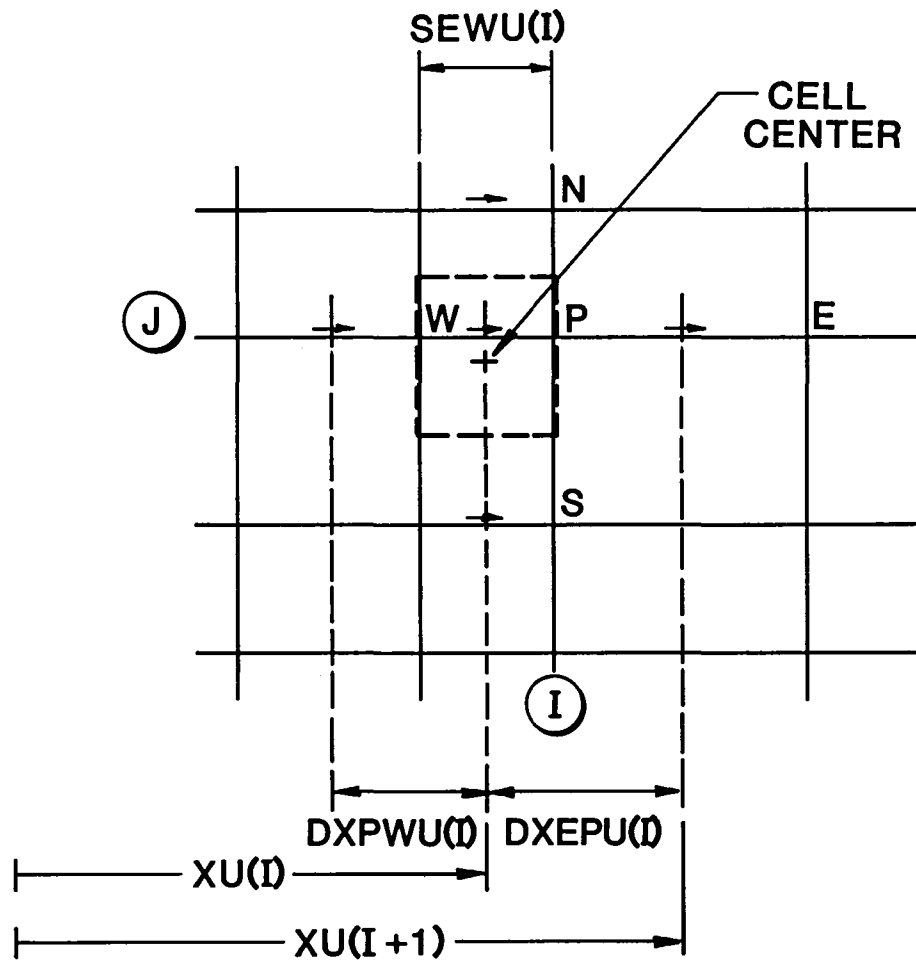 SEWU(I)
CELL
CENTER
N
J
W
P
E
S
I
DXPWU(I)
DXEPU(I)
XU(I)
XU(I+1)